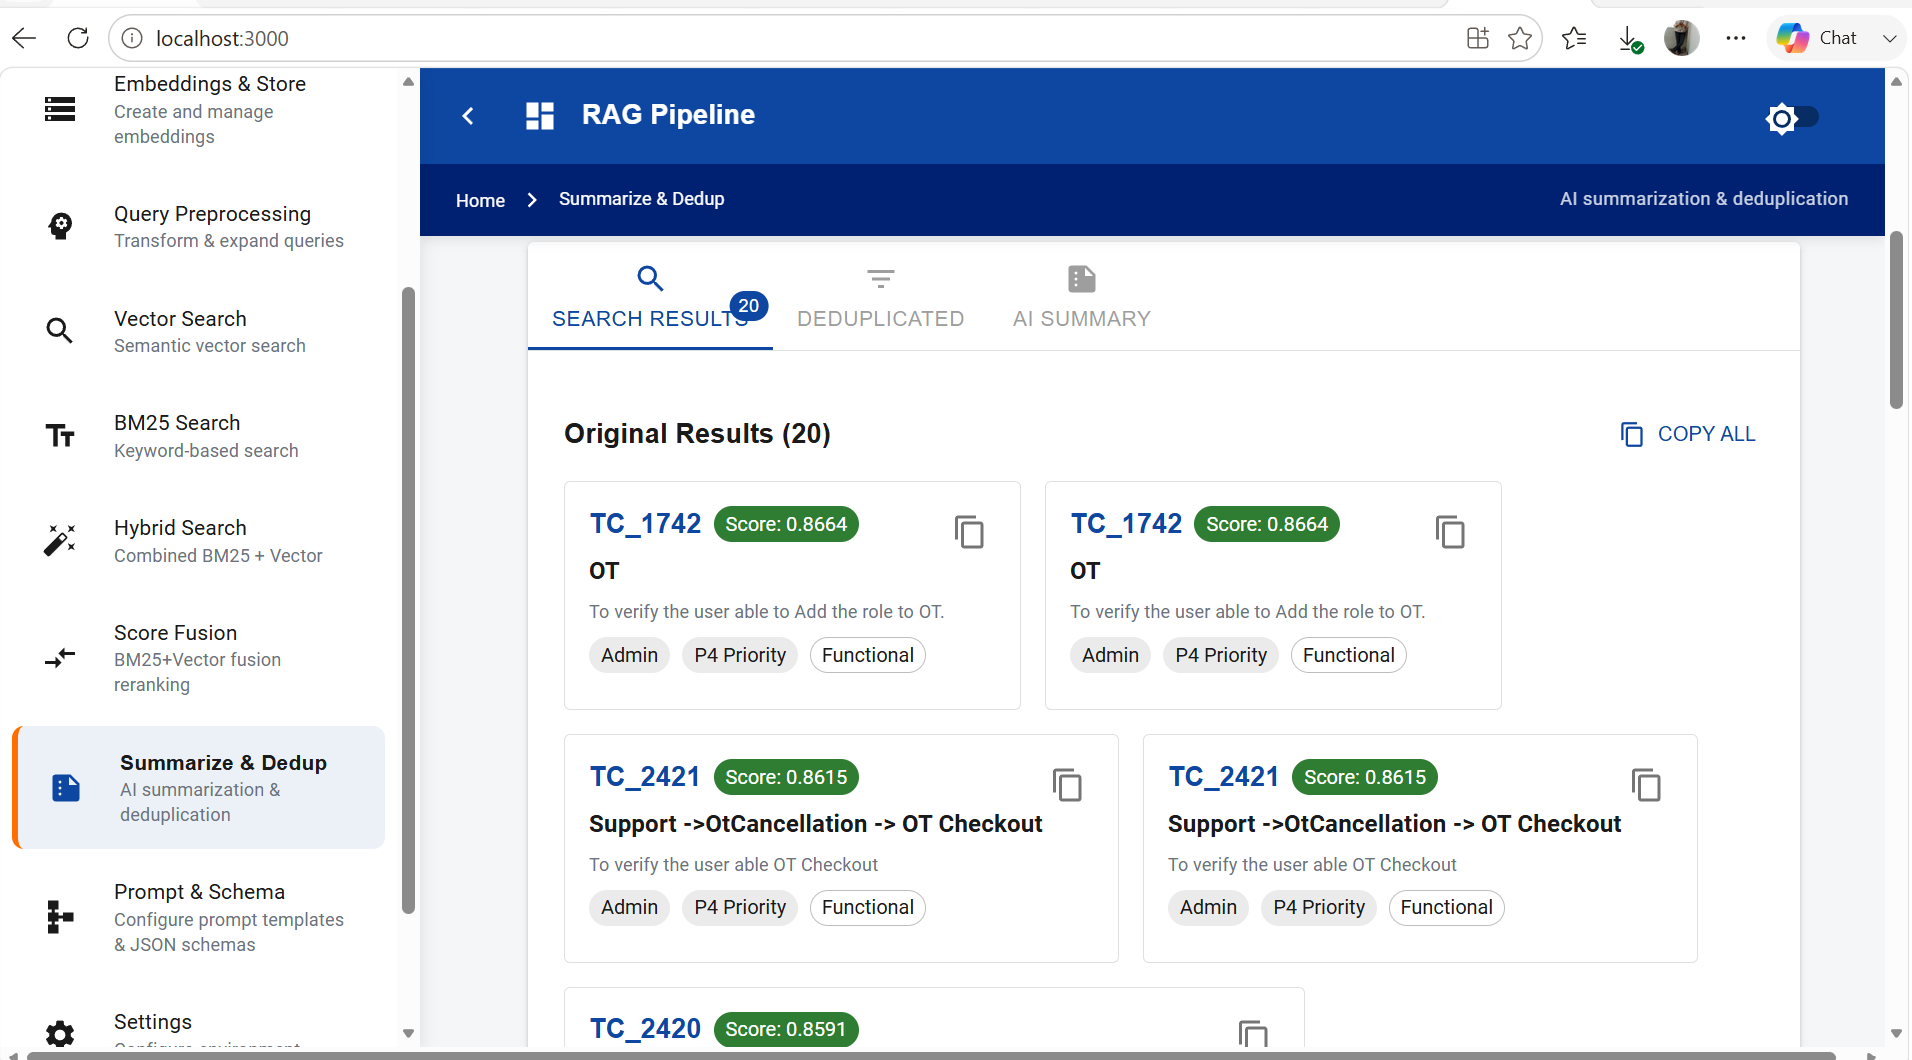 localhost:3000
Chat
Embeddings & Store
Create and manage
embeddings
Query Preprocessing
Transform & expand queries
Vector Search
Semantic vector search
BM25 Search
Keyword-based search
Hybrid Search
Combined BM25 + Vector
Score Fusion
BM25+Vector fusion
reranking
Summarize & Dedup
AI summarization &
deduplication
Prompt & Schema
Configure prompt templates
& JSON schemas
Settings
RAG Pipeline
Home
Summarize & Dedup
AI summarization & deduplication
SEARCH RESULTS
20
DEDUPLICATED
AI SUMMARY
Original Results (20)
COPY ALL
TC_1742 Score: 0.8664
OT
To verify the user able to Add the role to OT.
Admin P4 Priority Functional
TC_1742 Score: 0.8664
OT
To verify the user able to Add the role to OT.
Admin P4 Priority Functional
TC_2421 Score: 0.8615
Support ->OtCancellation -> OT Checkout
To verify the user able OT Checkout
Admin P4 Priority Functional
TC_2421 Score: 0.8615
Support ->OtCancellation -> OT Checkout
To verify the user able OT Checkout
Admin P4 Priority Functional
TC_2420 Score: 0.8591